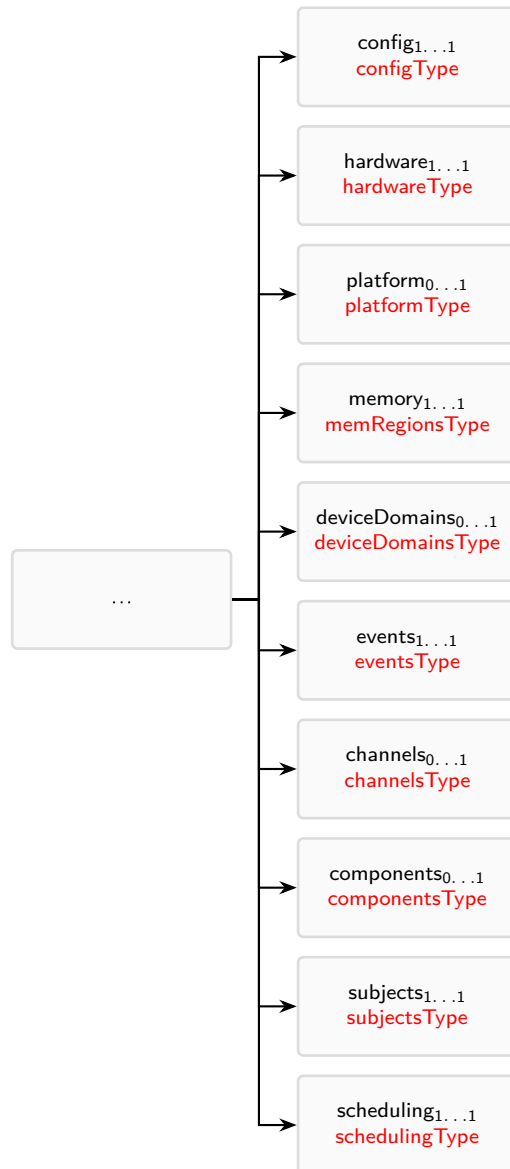 config1...1
configType
hardware1...1
hardwareType
platform0...1
platformType
memory1...1
memRegionsType
deviceDomains0...1
deviceDomainsType
...
events1...1
eventsType
channels0...1
channelsType
components0...1
componentsType
subjects1...1
subjectsType
scheduling1...1
schedulingType